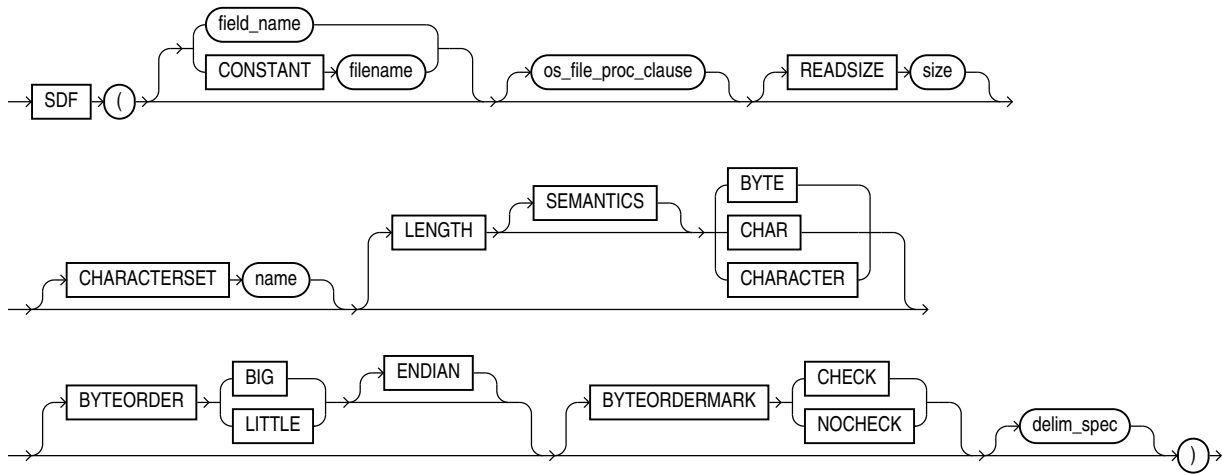 field_name
CONSTANT filename os_file_proc_clause READSIZE size
SDF (
SEMANTICS BYTE
LENGTH CHAR
CHARACTERSET name CHARACTER
BYTEORDER BIG ENDIAN BYTEORDERMARK CHECK
LITTLE NOCHECK delim_spec
)